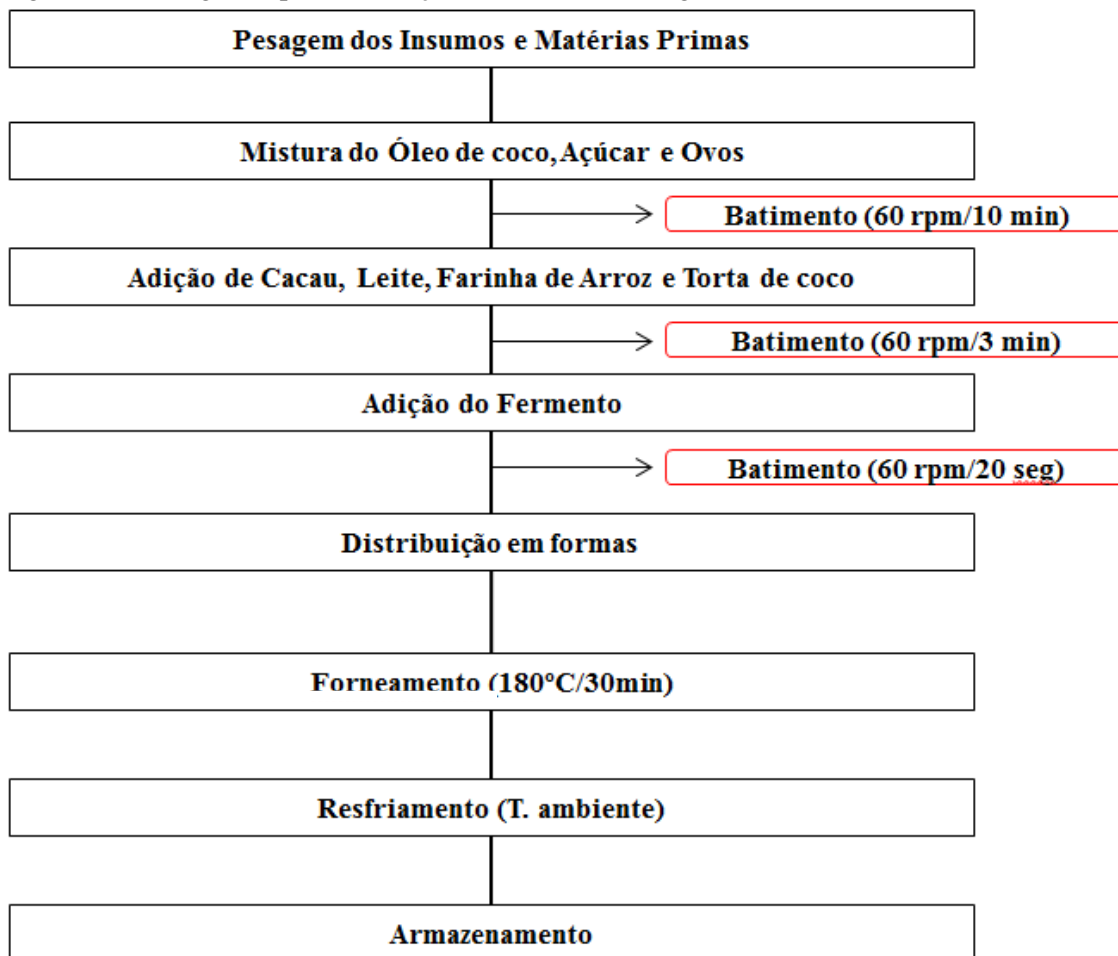 Pesagem dos Insumos e Matérias Primas
Mistura do Óleo de coco, Açúcar e Ovos
Batimento (60 rpm/10 min)
Adição de Cacau, Leite, Farinha de Arroz e Torta de coco
Batimento (60 rpm/3 min)
Adição do Fermento
Batimento (60 rpm/20 seg)
Distribuição em formas
Forneamento (180°C/30min)
Resfriamento (T. ambiente)
Armazenamento